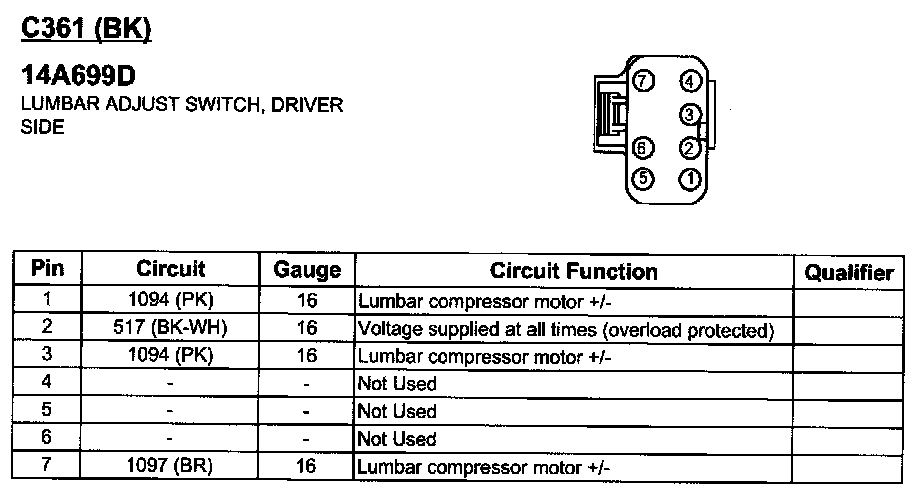 C361 (BK)
14A699D
LUMBAR ADJUST SWITCH, DRIVER
SIDE
7 4
3
6 2
5 1
Pin Circuit Gauge Circuit Function Qualifier
1 1094 (PK) 16 Lumbar compressor motor +/-
2 517 (BK-WH) 16 Voltage supplied at all times (overload protected)
3 1094 (PK) 16 Lumbar compressor motor +/-
4 - - Not Used
5 - - Not Used
6 - - Not Used
7 1097 (BR) 16 Lumbar compressor motor +/-